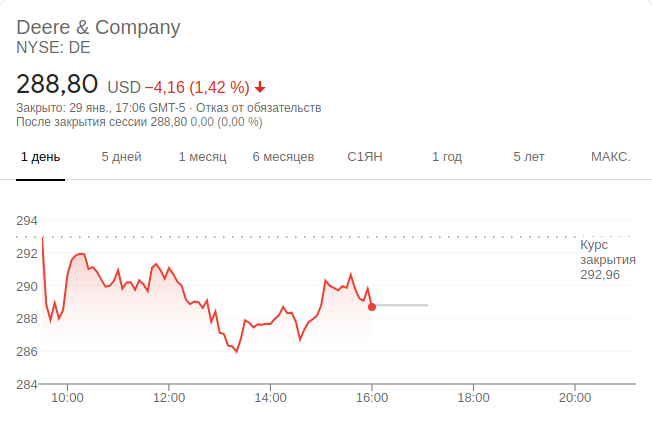 Deere & Company
NYSE: DE
288,80 USD −4,16 (1,42 %)
Закрыто: 29 янв., 17:06 GMT-5 · Отказ от обязательств
После закрытия сессии 288,80 0,00 (0,00 %)
1 день 5 дней 1 месяц 6 месяцев С1ЯН 1 год 5 лет МАКС.
294
Курс
закрытия
292,96
292
290
288
286
284
10:00 12:00 14:00 16:00 18:00 20:00